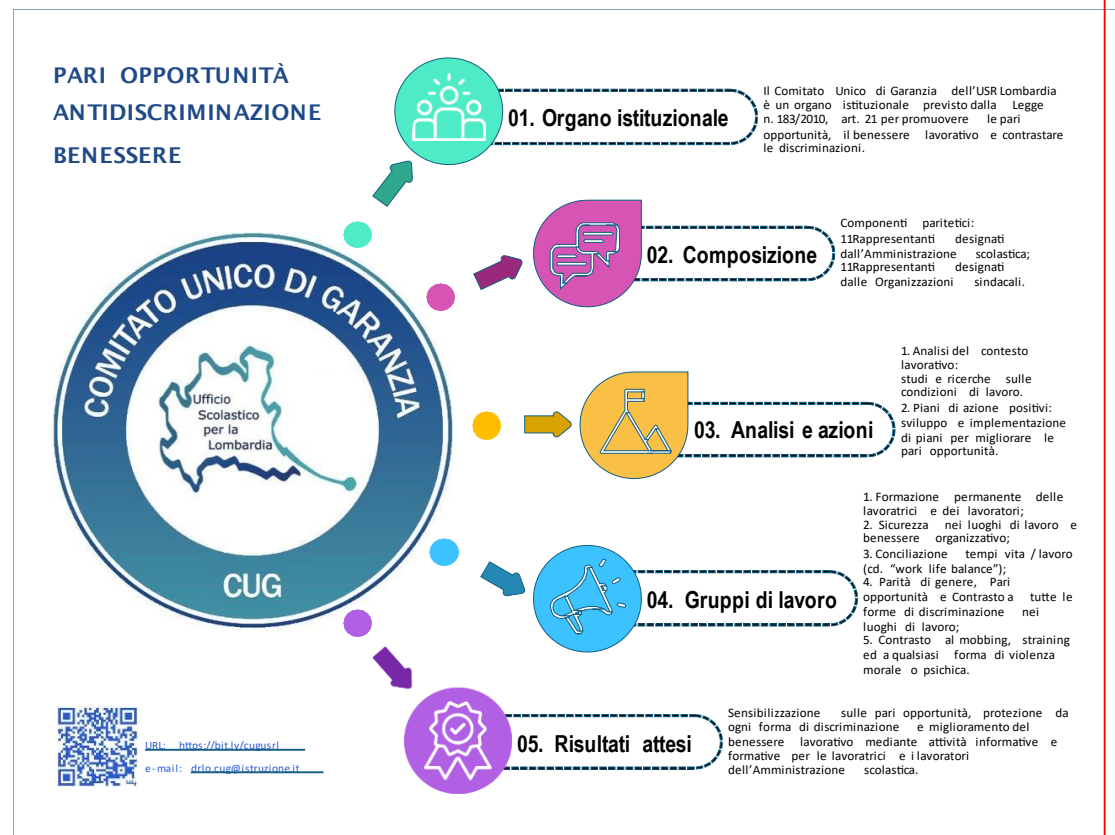 PARI OPPORTUNITÀ
ANTIDISCRIMINAZIONE
BENESSERE
COMITATO UNICO DI GARANZIA
Ufficio
Scolastico
per la
Lombardia
CUG
01. Organo istituzionale
Il Comitato Unico di Garanzia dell'USR Lombardia
è un organo istituzionale previsto dalla Legge
n. 183/2010, art. 21 per promuovere le pari
opportunità, il benessere lavorativo e contrastare
le discriminazioni.
02. Composizione
Componenti paritetici:
11Rappresentanti designati
dall'Amministrazione scolastica;
11Rappresentanti designati
dalle Organizzazioni sindacali.
03. Analisi e azioni
1. Analisi del contesto
lavorativo:
studi e ricerche sulle
condizioni di lavoro.
2. Piani di azione positivi:
sviluppo e implementazione
di piani per migliorare le
pari opportunità.
04. Gruppi di lavoro
1. Formazione permanente delle
lavoratrici e dei lavoratori;
2. Sicurezza nei luoghi di lavoro e
benessere organizzativo;
3. Conciliazione tempi vita / lavoro
(cd. "work life balance");
4. Parità di genere, Pari
opportunità e Contrasto a tutte le
forme di discriminazione nei
luoghi di lavoro;
5. Contrasto al mobbing, straining
ed a qualsiasi forma di violenza
morale o psichica.
05. Risultati attesi
Sensibilizzazione sulle pari opportunità, protezione da
ogni forma di discriminazione e miglioramento del
benessere lavorativo mediante attività informative e
formative per le lavoratrici e i lavoratori
dell'Amministrazione scolastica.
URL: https://bit.ly/cugusrl
e-mail: drlo.cug@istruzione.it